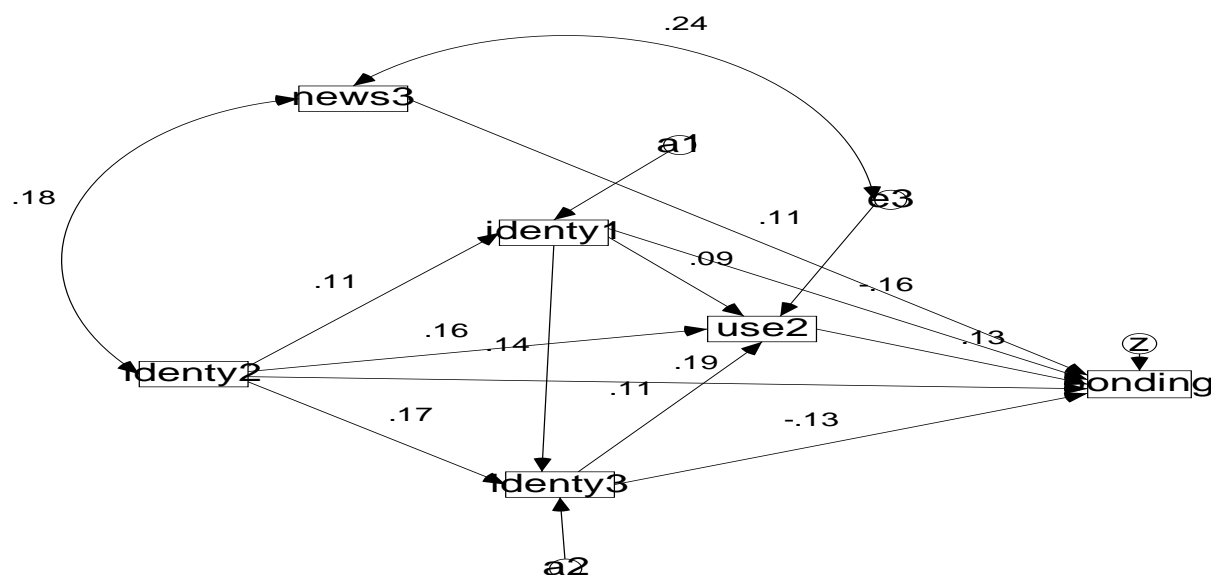 .24
news3
a1
.18
e3
.11
identy1
.09
.11
-.16
use2
.16
.14
.13
z
.19
identy2
.11
bonding
.17
-.13
identy3
a2